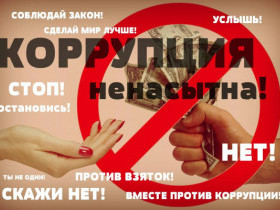 СОБЛЮДАЙ ЗАКОН!
УСЛЫШЬ!
СДЕЛАЙ МИР ЛУЧШЕ!
КОРРУПЦИЯ
СТОП!
ненасытна!
остановись!
НЕТ!
ТЫ НЕ ОДИН!
ПРОТИВ ВЗЯТОК!
СКАЖИ НЕТ!
ВМЕСТЕ ПРОТИВ КОРРУПЦИИ!